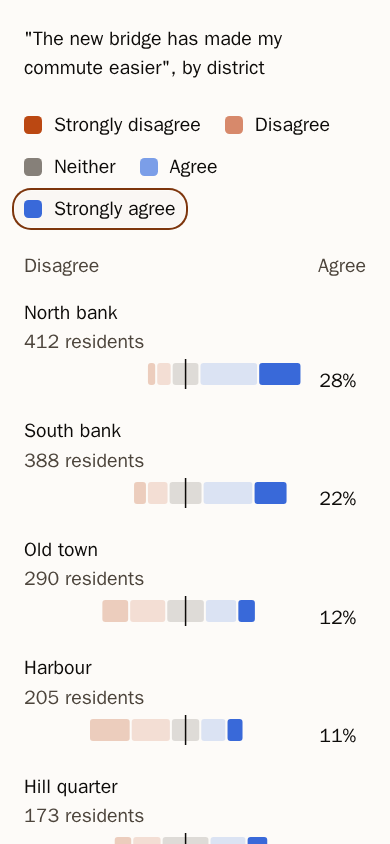 "The new bridge has made my
commute easier", by district
Strongly disagree Disagree
Neither Agree
Strongly agree
Disagree Agree
North bank
412 residents
28%
South bank
388 residents
22%
Old town
290 residents
12%
Harbour
205 residents
11%
Hill quarter
173 residents